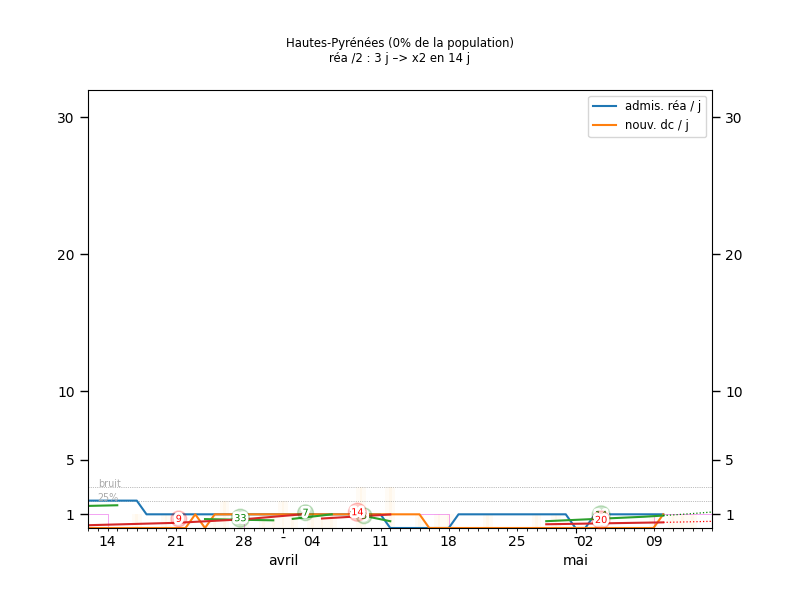 Hautes-Pyrénées (0% de la population)
réa /2 : 3 j –> x2 en 14 j
admis. réa / j
nouv. dc / j
30 30
20 20
10 10
5 5
bruit
25%
1 1
9 33 7 14 20
14 21 28 - 04 11 18 25 - 02 09
avril mai